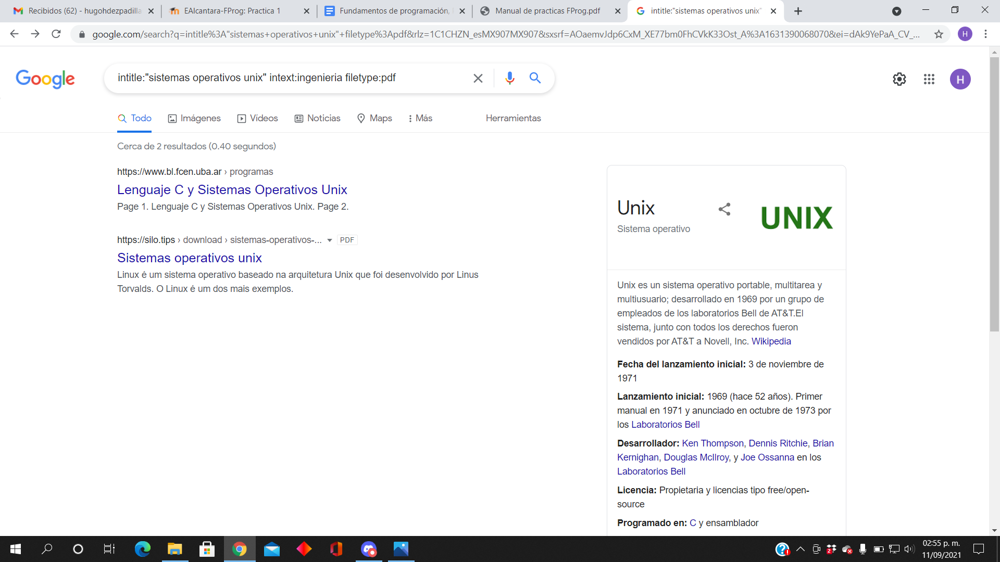 Recibidos (62) - hugohdezpadilla
EAlcantara-FProg: Practica 1
Fundamentos de programación,
Manual de practicas FProg.pdf
intitle:"sistemas operativos unix"
google.com/search?q=intitle%3A"sistemas+operativos+unix"+filetype%3Apdf&rlz=1C1CHZN_esMX907MX907&sxsrf=AOaemvJdp6CxM_XE77bm0FhCVkK33Ost_A%3A1631390068070&ei=dAk9YePaA_CV_...
H
Google
intitle:"sistemas operativos unix" intext:ingenieria filetype:pdf
H
Todo
Imágenes
Vídeos
Noticias
Maps
Más
Herramientas
Cerca de 2 resultados (0.40 segundos)
https://www.bl.fcen.uba.ar › programas
Lenguaje C y Sistemas Operativos Unix
Page 1. Lenguaje C y Sistemas Operativos Unix. Page 2.
https://silo.tips › download › sistemas-operativos-... PDF
Sistemas operativos unix
Linux é um sistema operativo baseado na arquitetura Unix que foi desenvolvido por Linus
Torvalds. O Linux é um dos mais exemplos.
Unix
Sistema operativo
UNIX
Unix es un sistema operativo portable, multitarea y
multiusuario; desarrollado en 1969 por un grupo de
empleados de los laboratorios Bell de AT&T.El
sistema, junto con todos los derechos fueron
vendidos por AT&T a Novell, Inc. Wikipedia
Fecha del lanzamiento inicial: 3 de noviembre de
1971
Lanzamiento inicial: 1969 (hace 52 años). Primer
manual en 1971 y anunciado en octubre de 1973 por
los Laboratorios Bell
Desarrollador: Ken Thompson, Dennis Ritchie, Brian
Kernighan, Douglas McIlroy, y Joe Ossanna en los
Laboratorios Bell
Licencia: Propietaria y licencias tipo free/open-
source
Programado en: C y ensamblador
2
02:55 p. m.
11/09/2021